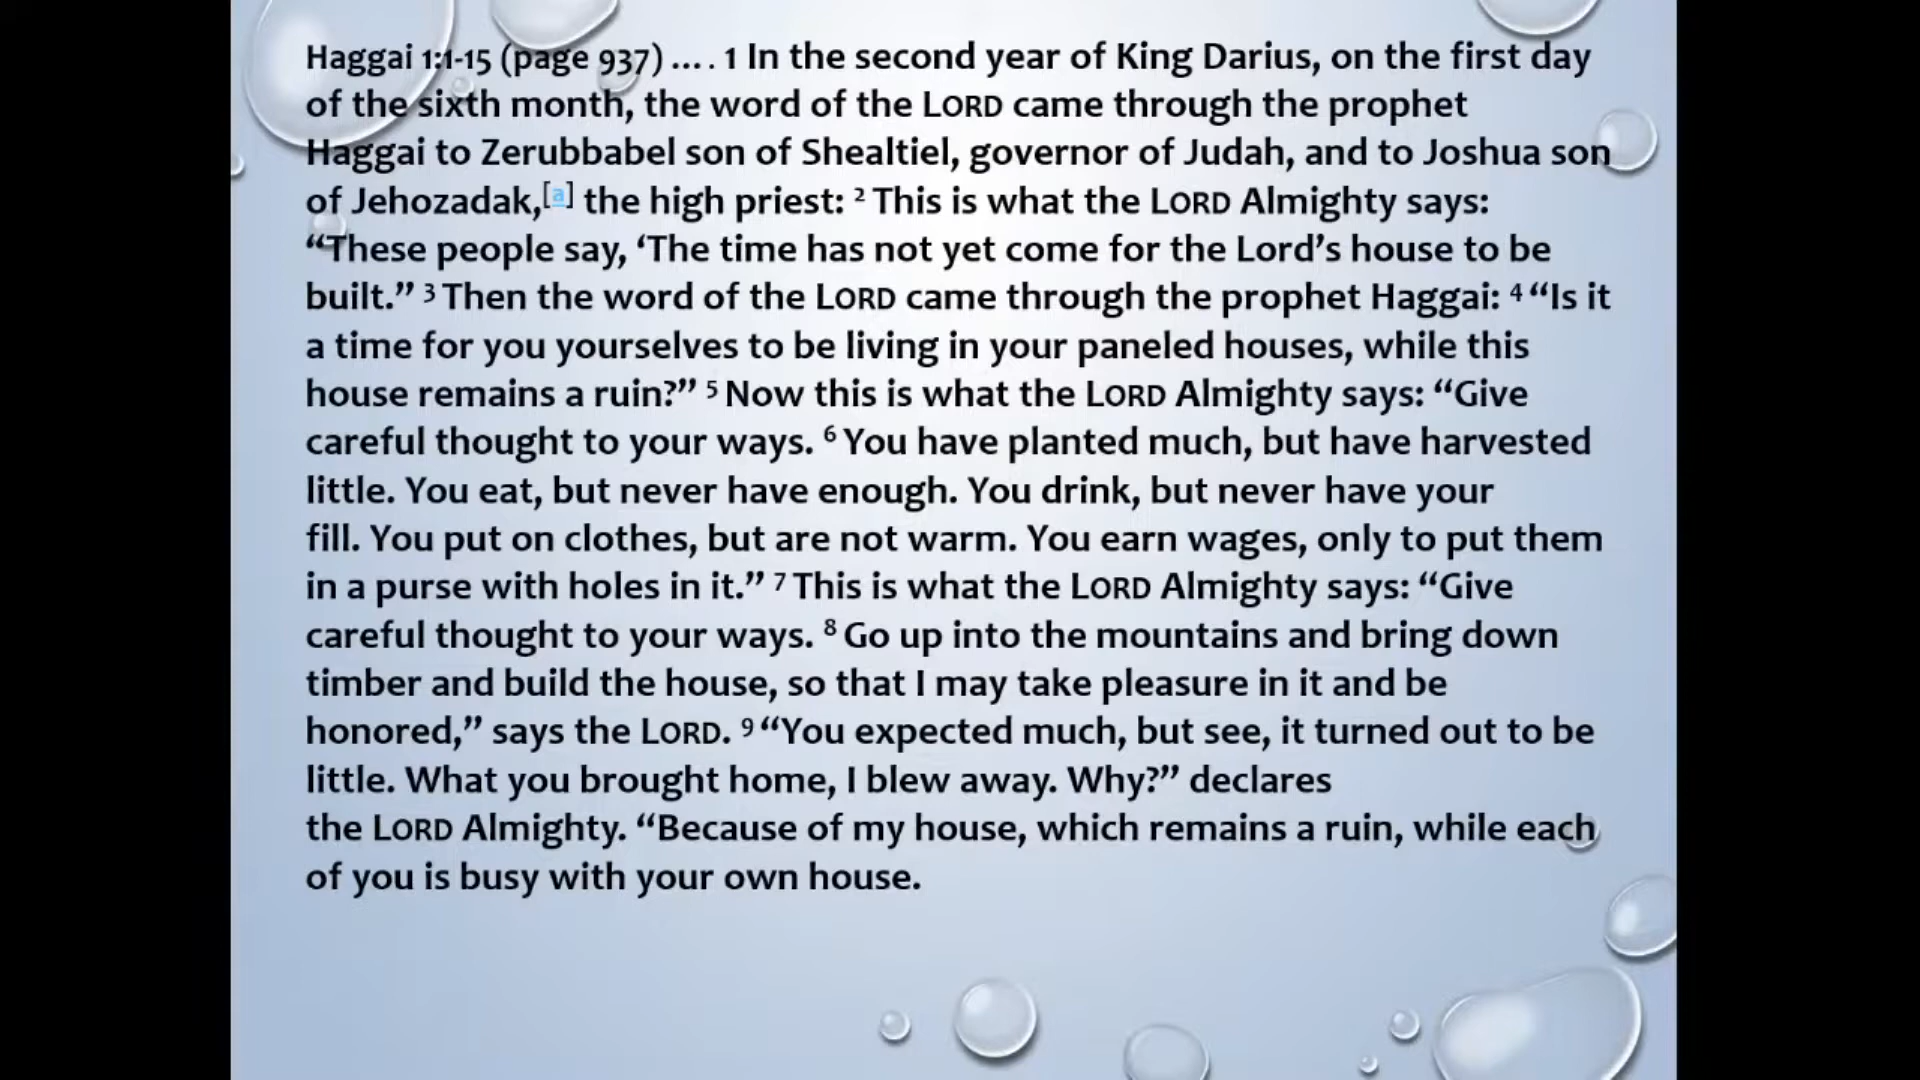 Haggai 1:1-15 (page 937) .... 1 In the second year of King Darius, on the first day
of the sixth month, the word of the LORD came through the prophet
Haggai to Zerubbabel son of Shealtiel, governor of Judah, and to Joshua son
of Jehozadak,[a] the high priest: 2 This is what the LORD Almighty says:
“These people say, ‘The time has not yet come for the Lord’s house to be
built.” 3 Then the word of the LORD came through the prophet Haggai: 4 “Is it
a time for you yourselves to be living in your paneled houses, while this
house remains a ruin?” 5 Now this is what the LORD Almighty says: “Give
careful thought to your ways. 6 You have planted much, but have harvested
little. You eat, but never have enough. You drink, but never have your
fill. You put on clothes, but are not warm. You earn wages, only to put them
in a purse with holes in it.” 7 This is what the LORD Almighty says: “Give
careful thought to your ways. 8 Go up into the mountains and bring down
timber and build the house, so that I may take pleasure in it and be
honored,” says the LORD. 9 “You expected much, but see, it turned out to be
little. What you brought home, I blew away. Why?” declares
the LORD Almighty. “Because of my house, which remains a ruin, while each
of you is busy with your own house.